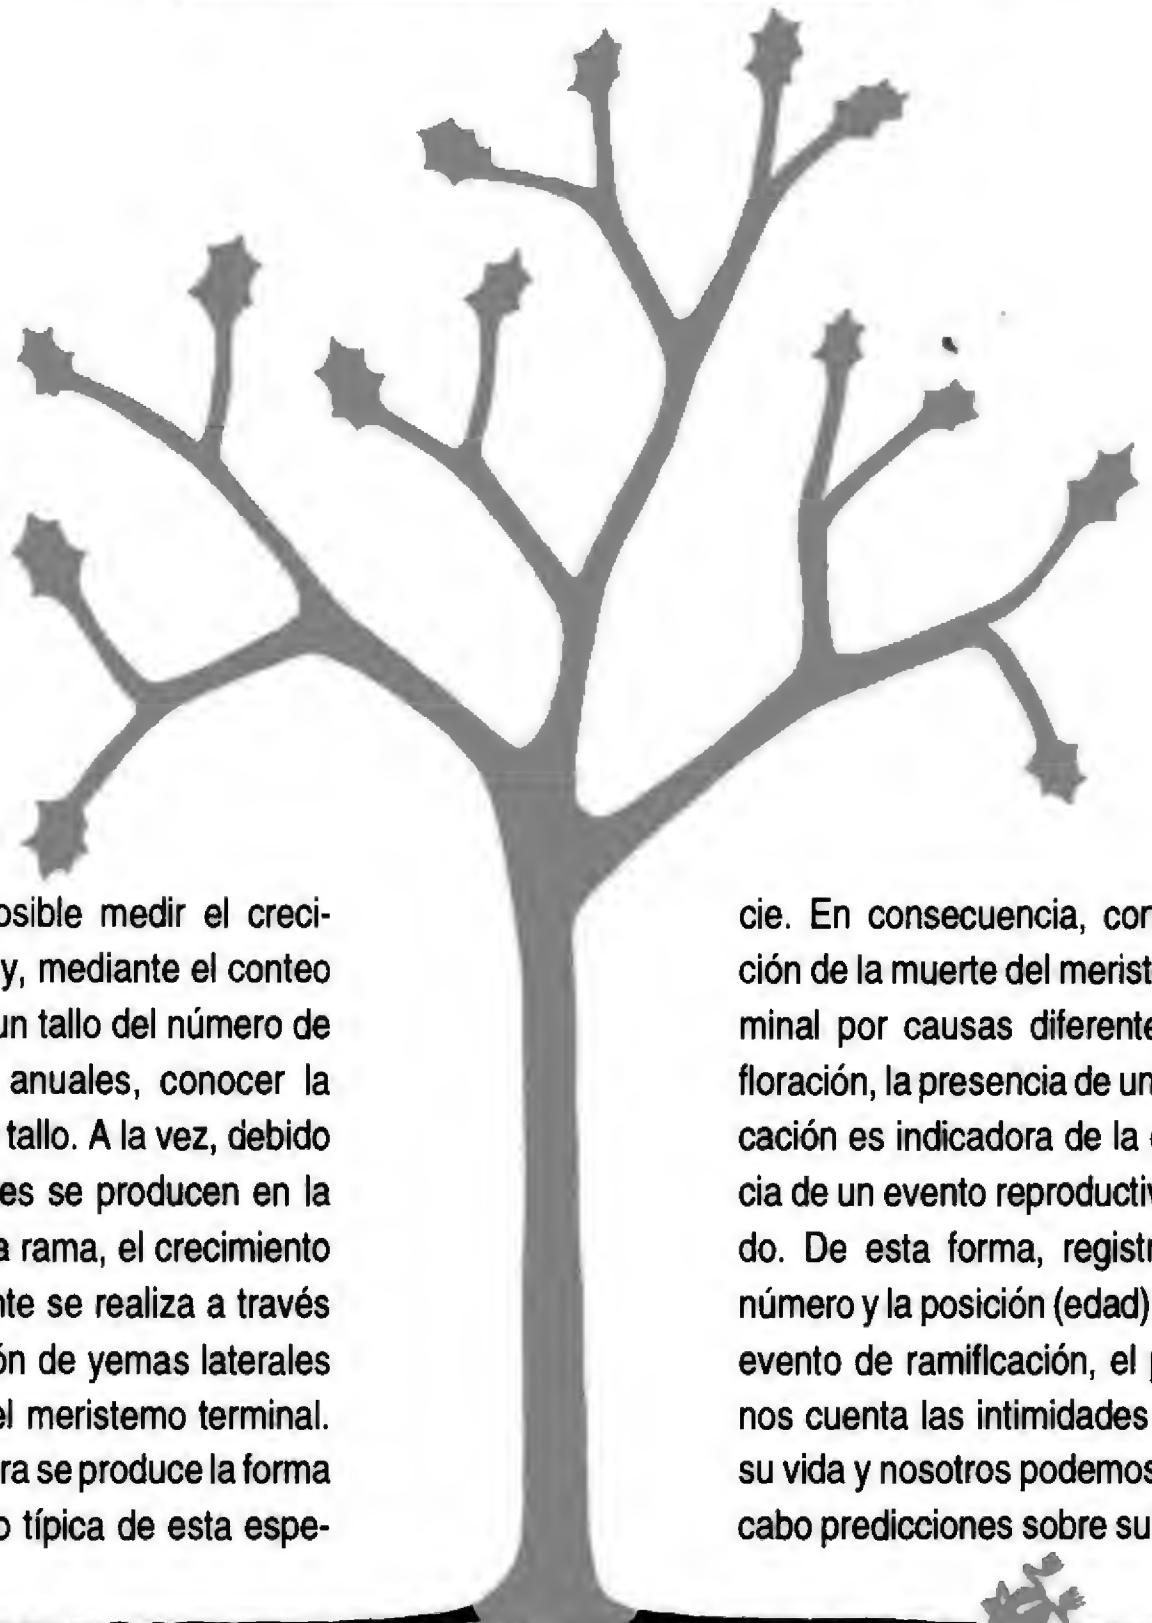 osible medir el creci-
y, mediante el conteo
un tallo del número de
anuales, conocer la
tallo. A la vez, debido
es se producen en la
a rama, el crecimiento
nte se realiza a través
ón de yemas laterales
el meristemo terminal.
ra se produce la forma
o típica de esta espe-
cie. En consecuencia, con
ción de la muerte del merist
minal por causas diferente
floración, la presencia de un
cación es indicadora de la
cia de un evento reproductiv
do. De esta forma, registr
número y la posición (edad)
evento de ramificación, el
nos cuenta las intimidades
su vida y nosotros podemos
cabo predicciones sobre su